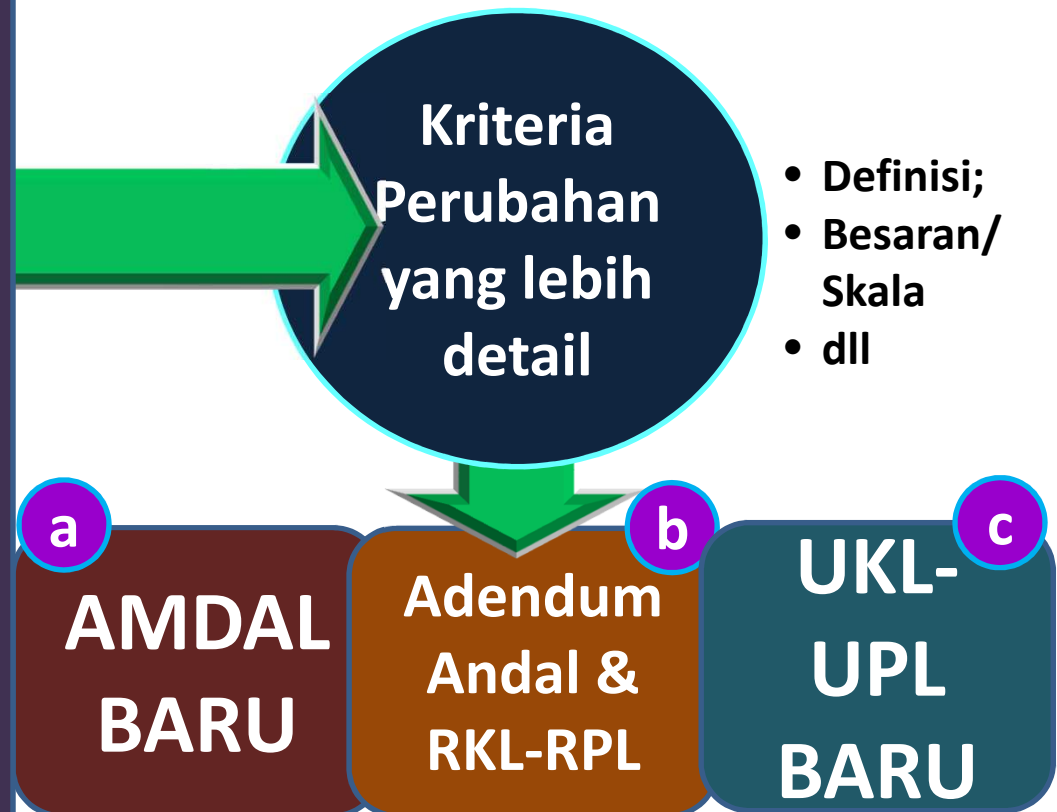 Kriteria
Perubahan
yang lebih
detail
• Definisi;
• Besaran/
Skala
• dll
a
AMDAL
BARU
b
Adendum
Andal &
RKL-RPL
c
UKL-
UPL
BARU